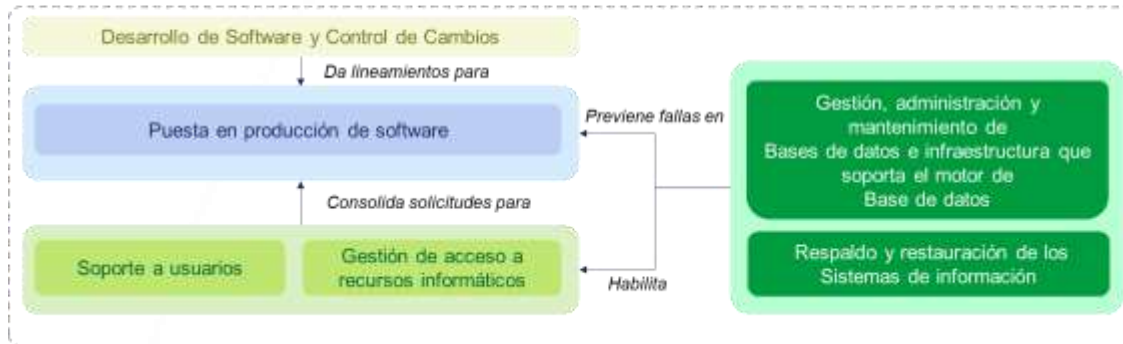 Desarrollo de Software y Control de Cambios
Da lineamientos para
Puesta en producción de software
Consolida solicitudes para
Soporte a usuarios
Gestión de acceso a
recursos informáticos
Previene fallas en
Habilita
Gestión, administración y
mantenimiento de
Bases de datos e infraestructura que
soporta el motor de
Base de datos
Respaldo y restauración de los
Sistemas de información